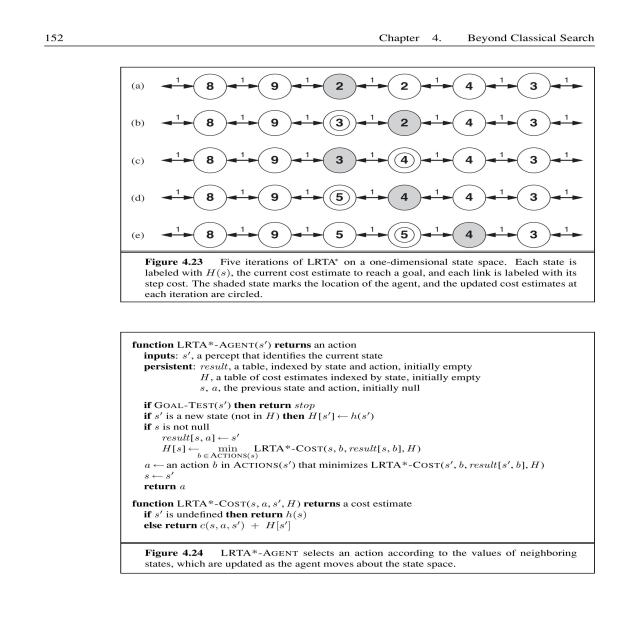 152 Chapter 4. Beyond Classical Search
(a) 1 8 1 9 1 2 1 2 1 4 1 3 1
(b) 1 8 1 9 1 3 1 2 1 4 1 3 1
(c) 1 8 1 9 1 3 1 4 1 4 1 3 1
(d) 1 8 1 9 1 5 1 4 1 4 1 3 1
(e) 1 8 1 9 1 5 1 5 1 4 1 3 1
Figure 4.23 Five iterations of LRTA* on a one-dimensional state space. Each state is
labeled with H(s), the current cost estimate to reach a goal, and each link is labeled with its
step cost. The shaded state marks the location of the agent, and the updated cost estimates at
each iteration are circled.
function LRTA*-AGENT(s′) returns an action
inputs: s′, a percept that identifies the current state
persistent: result, a table, indexed by state and action, initially empty
H, a table of cost estimates indexed by state, initially empty
s, a, the previous state and action, initially null
if GOAL-TEST(s′) then return stop
if s′ is a new state (not in H) then H[s′] ← h(s′)
if s is not null
result[s, a] ← s′
H[s] ← min LRTA*-COST(s, b, result[s, b], H)
b ∈ ACTIONS(s)
a ← an action b in ACTIONS(s′) that minimizes LRTA*-COST(s′, b, result[s′, b], H)
s ← s′
return a
function LRTA*-COST(s, a, s′, H) returns a cost estimate
if s′ is undefined then return h(s)
else return c(s, a, s′) + H[s′]
Figure 4.24 LRTA*-AGENT selects an action according to the values of neighboring
states, which are updated as the agent moves about the state space.